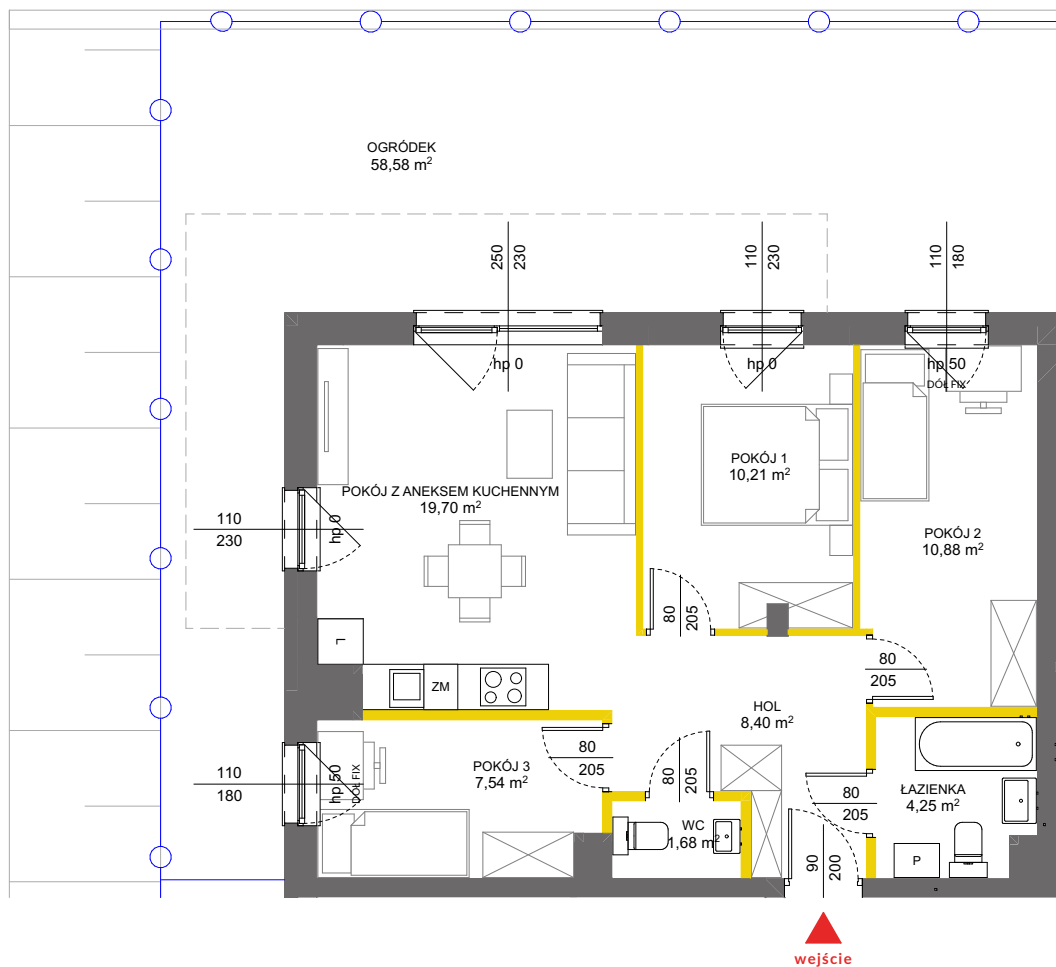 OGRÓDEK
58,58 m²
250
230
110
230
110
180
hp 0
hp 0
hp 50
DÓŁ FIX
POKÓJ 1
10,21 m²
POKÓJ Z ANEKSEM KUCHENNYM
19,70 m²
110
230
hp 0
POKÓJ 2
10,88 m²
80
205
L
ZM
80
205
HOL
8,40 m²
110
180
hp 50
DÓŁ FIX
POKÓJ 3
7,54 m²
80
205
80
205
80
205
ŁAZIENKA
4,25 m²
WC
1,68 m²
P
90
200
wejście